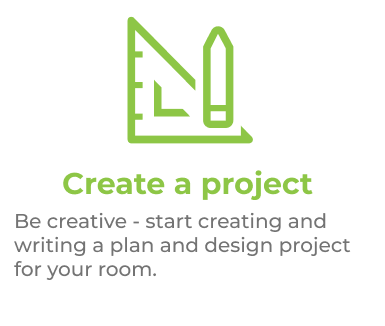 Create a project
Be creative - start creating and
writing a plan and design project
for your room.